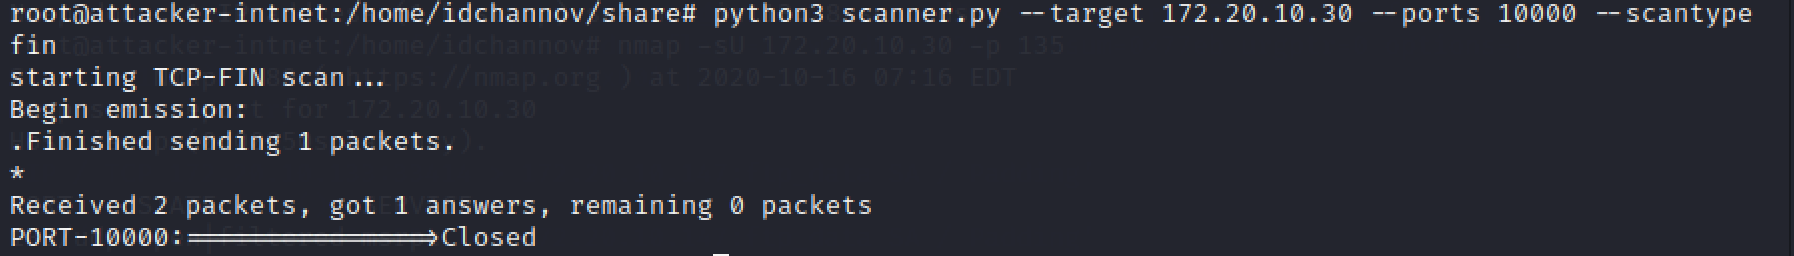 root@attacker-intnet:/home/idchannov/share# python3 scanner.py --target 172.20.10.30 --ports 10000 --scantype
fin
starting TCP-FIN scan...
Begin emission:
.Finished sending 1 packets.
*
Received 2 packets, got 1 answers, remaining 0 packets
PORT-10000:================>Closed